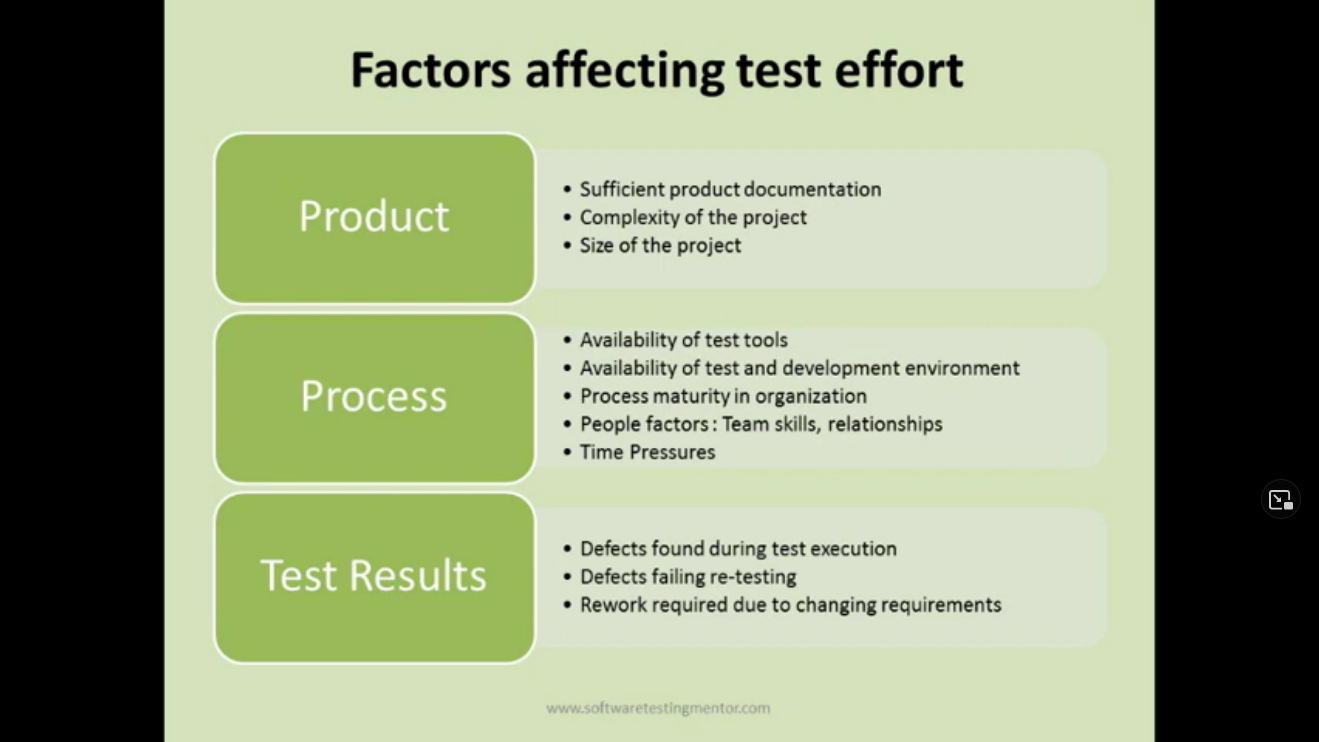 Factors affecting test effort
Product
• Sufficient product documentation
• Complexity of the project
• Size of the project
Process
• Availability of test tools
• Availability of test and development environment
• Process maturity in organization
• People factors : Team skills, relationships
• Time Pressures
Test Results
• Defects found during test execution
• Defects failing re-testing
• Rework required due to changing requirements
www.softwaretestingmentor.com